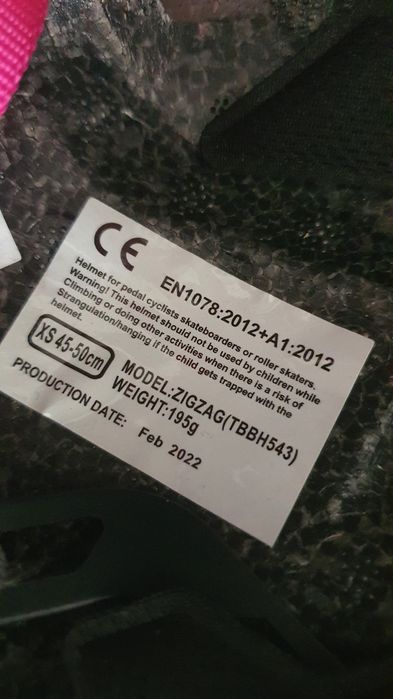 CE
EN1078:2012+A1:2012
Helmet for pedal cyclists skateboarders or roller skaters.
Warning! This helmet should not be used by children while
Climbing or doing other activities when there is a risk of
Strangulation/hanging if the child gets trapped with the
helmet.
XS 45-50cm
MODEL:ZIGZAG(TBBH543)
WEIGHT:195g
PRODUCTION DATE: Feb 2022